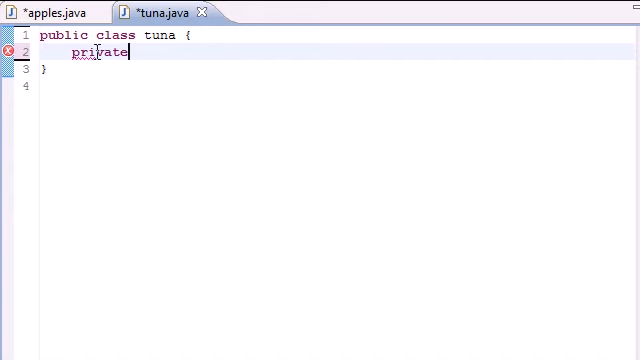 *apples.java
*tuna.java
1 public class tuna {
2 private
3 }
4